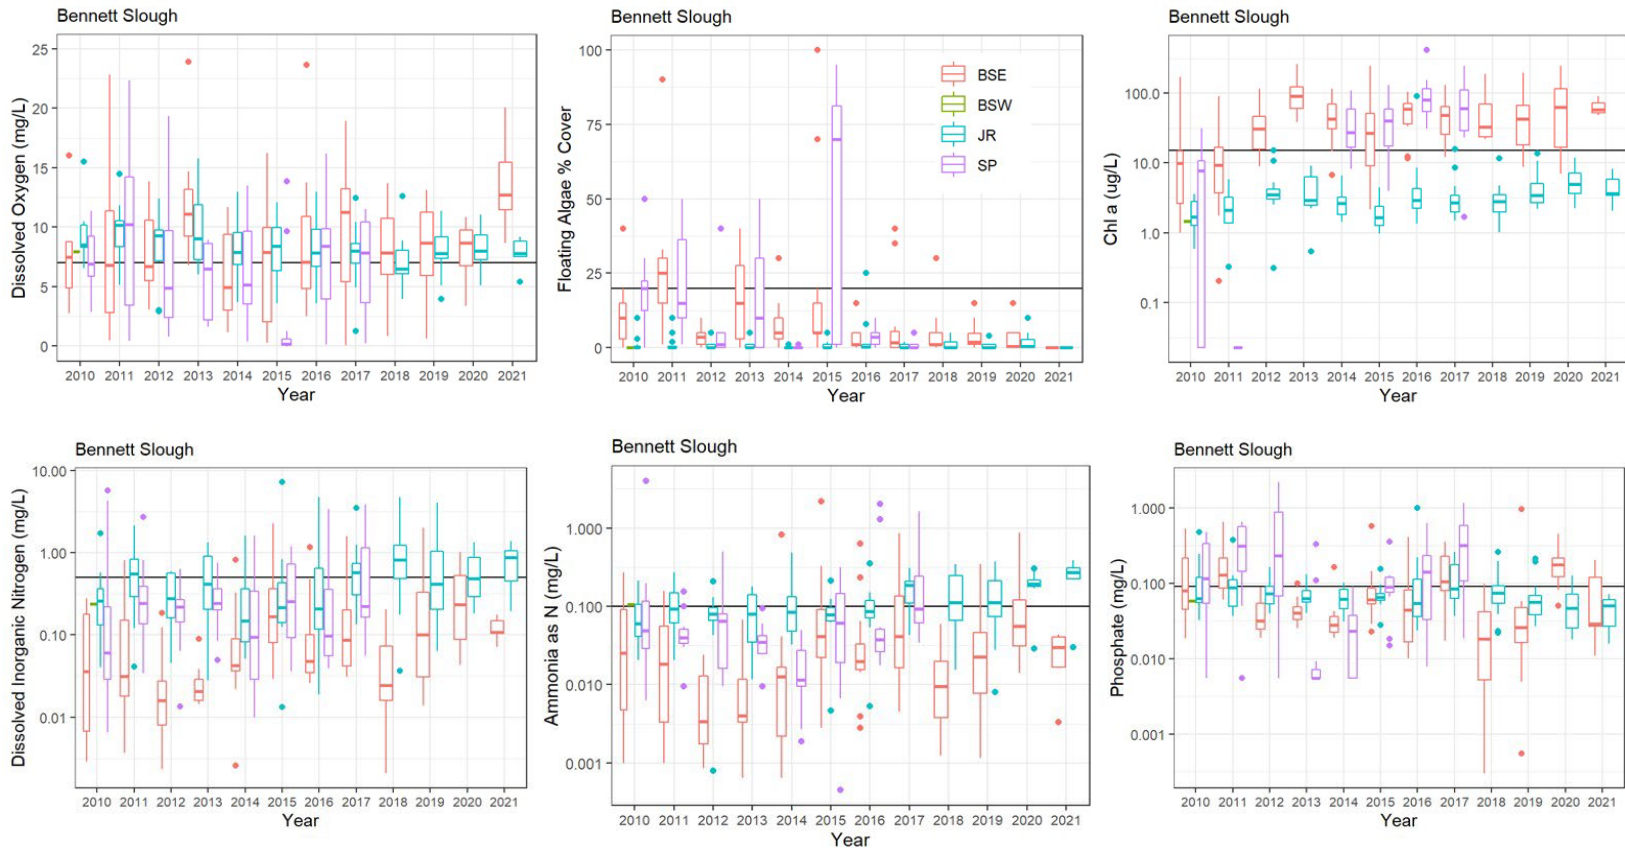 Bennett Slough
Dissolved Oxygen (mg/L)
25
20
15
10
5
0
2010 2011 2012 2013 2014 2015 2016 2017 2018 2019 2020 2021
Year
Bennett Slough
Floating Algae % Cover
100
75
50
25
0
BSE
BSW
JR
SP
2010 2011 2012 2013 2014 2015 2016 2017 2018 2019 2020 2021
Year
Bennett Slough
Chl a (ug/L)
100.0
10.0
1.0
0.1
2010 2011 2012 2013 2014 2015 2016 2017 2018 2019 2020 2021
Year
Bennett Slough
Dissolved Inorganic Nitrogen (mg/L)
10.00
1.00
0.10
0.01
2010 2011 2012 2013 2014 2015 2016 2017 2018 2019 2020 2021
Year
Bennett Slough
Ammonia as N (mg/L)
1.000
0.100
0.010
0.001
2010 2011 2012 2013 2014 2015 2016 2017 2018 2019 2020 2021
Year
Bennett Slough
Phosphate (mg/L)
1.000
0.100
0.010
0.001
2010 2011 2012 2013 2014 2015 2016 2017 2018 2019 2020 2021
Year